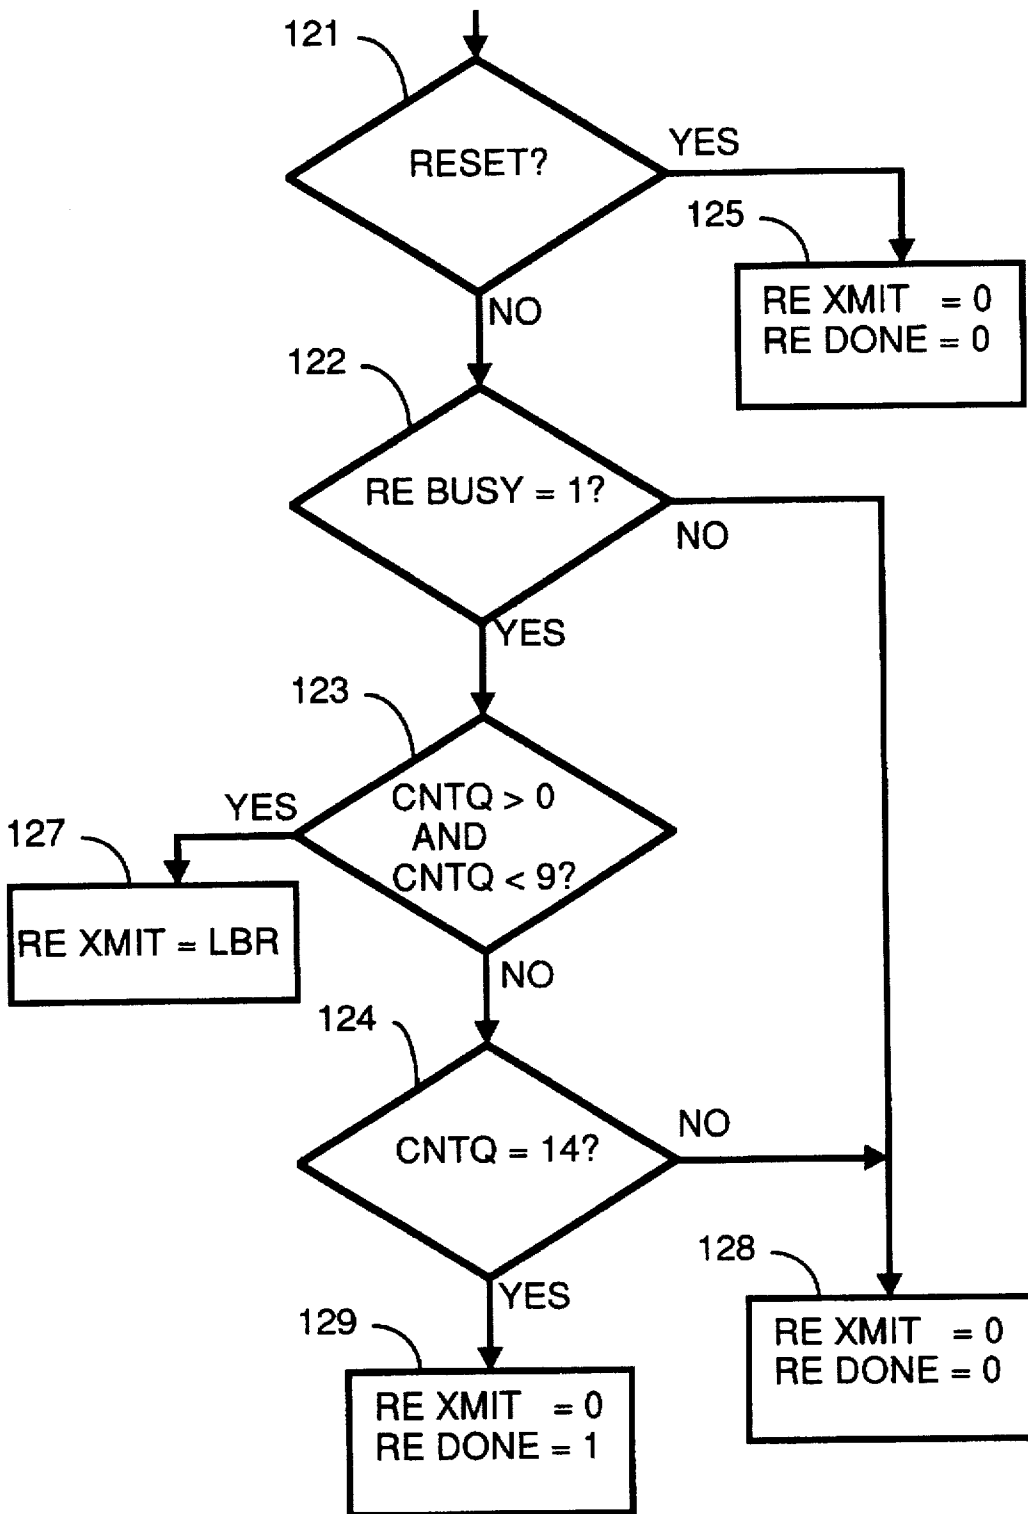 121
RESET?
YES
125
RE XMIT = 0
RE DONE = 0
NO
122
RE BUSY = 1?
NO
YES
123
CNTQ > 0
AND
CNTQ < 9?
YES
127
RE XMIT = LBR
NO
124
CNTQ = 14?
NO
YES
128
RE XMIT = 0
RE DONE = 0
129
RE XMIT = 0
RE DONE = 1